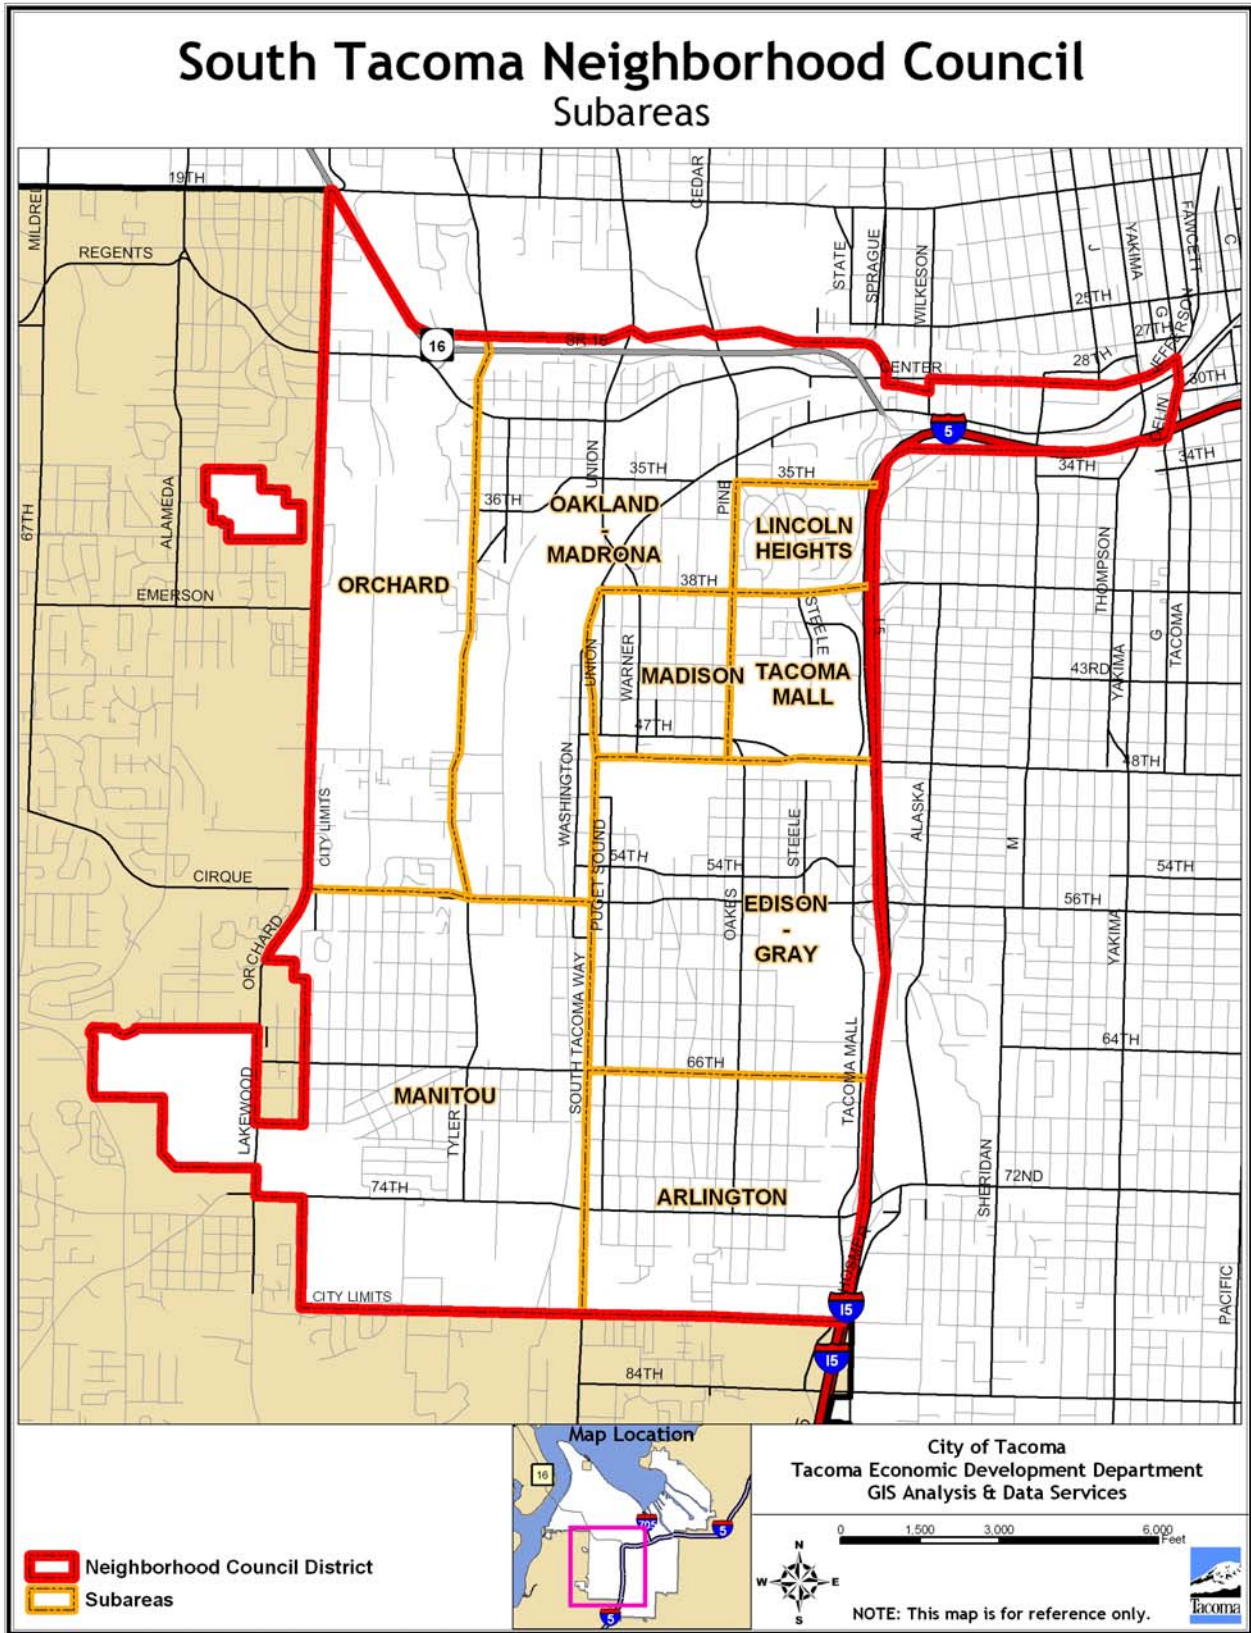 South Tacoma Neighborhood Council
Subareas
19TH
MILDRED
REGENTS
CEDAR
STATE
SPRAGUE
WILKESON
J
YAKIMA
FAWCETT
C
25TH
G
27TH
JEFFERSON
28TH
30TH
16
SR 16
CENTER
5
DELIN
34TH
34TH
67TH
ALAMEDA
UNION
35TH
PINE
35TH
36TH
OAKLAND
-
MADRONA
LINCOLN
HEIGHTS
ORCHARD
EMERSON
38TH
STEELE
I-5
THOMPSON
G
TACOMA
UNION
WARNER
MADISON
TACOMA
MALL
43RD
YAKIMA
47TH
48TH
WASHINGTON
CITY LIMITS
PUGET SOUND
STEELE
ALASKA
M
54TH
54TH
54TH
CIRQUE
OAKES
EDISON
-
GRAY
56TH
YAKIMA
ORCHARD
SOUTH TACOMA WAY
TACOMA MALL
64TH
66TH
LAKEWOOD
MANITOU
TYLER
SHERIDAN
72ND
74TH
ARLINGTON
HOSMER
PACIFIC
CITY LIMITS
I5
I5
84TH
Map Location
16
705
5
5
City of Tacoma
Tacoma Economic Development Department
GIS Analysis & Data Services
0 1,500 3,000 6,000
Feet
N
W E
S
NOTE: This map is for reference only.
Tacoma
Neighborhood Council District
Subareas